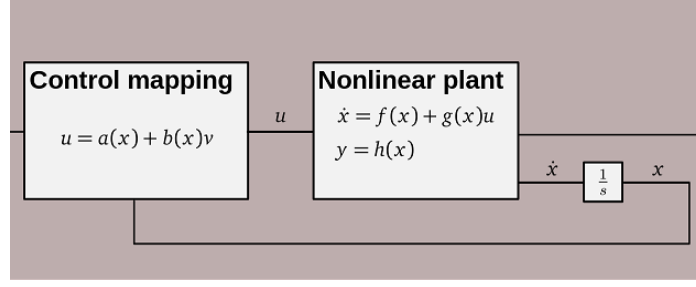 Control mapping
u = a(x) + b(x)v
u
Nonlinear plant
ẋ = f(x) + g(x)u
y = h(x)
ẋ
1
s
x